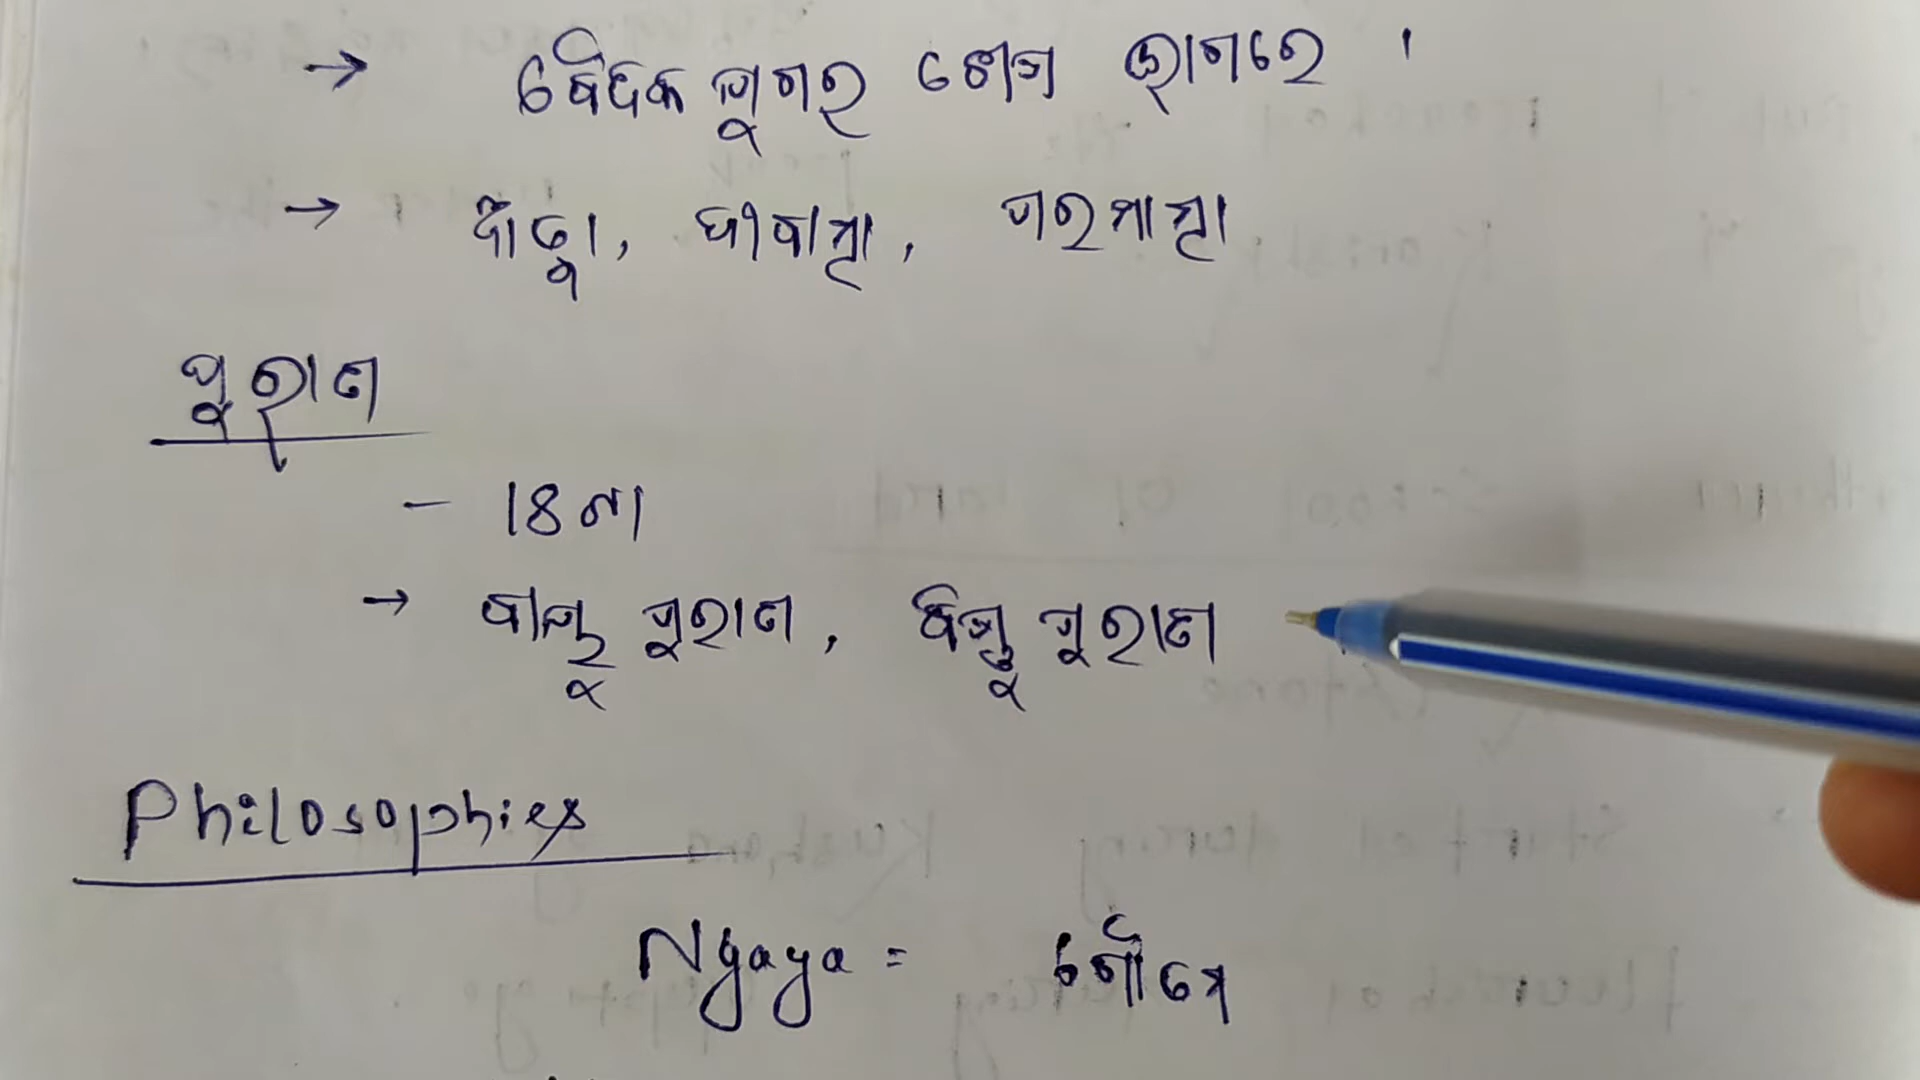 → ବୈଦିକ ଯୁଗର ଶେଷ ଭାଗରେ ।
→ ଆତ୍ମା, ଜୀବାତ୍ମା, ପରମାତ୍ମା
ପୁରାଣ
- 18 ଟା
→ ବାୟୁ ପୁରାଣ, ବିଷ୍ଣୁ ପୁରାଣ
Philosophies
Nyaya = ଗୌତମ